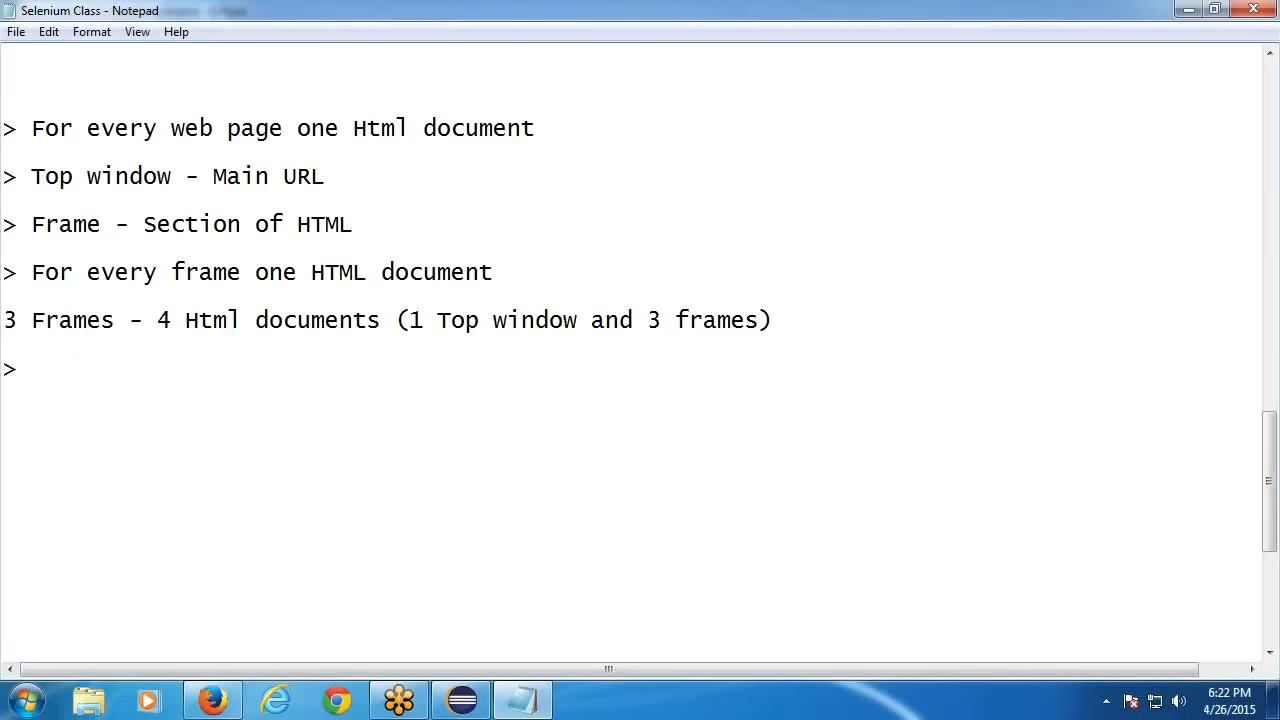 Selenium Class - Notepad
File Edit Format View Help
> For every web page one Html document
> Top window - Main URL
> Frame - Section of HTML
> For every frame one HTML document
3 Frames - 4 Html documents (1 Top window and 3 frames)
>
6:22 PM
4/26/2015